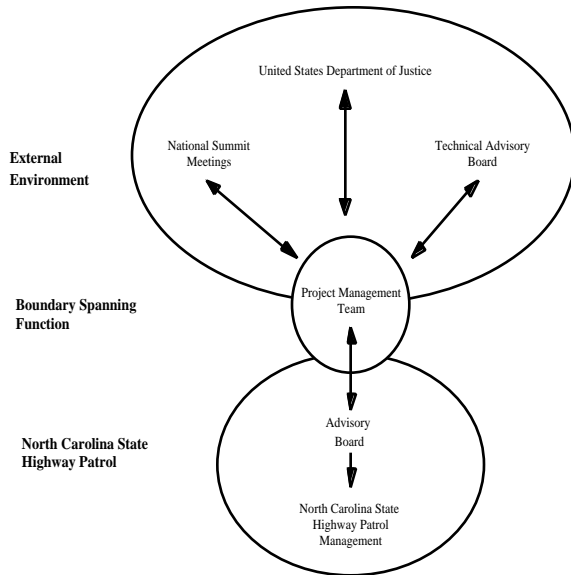 United States Department of Justice
National Summit
Meetings
Technical Advisory
Board
External
Environment
Project Management
Team
Boundary Spanning
Function
Advisory
Board
North Carolina State
Highway Patrol
North Carolina State
Highway Patrol
Management